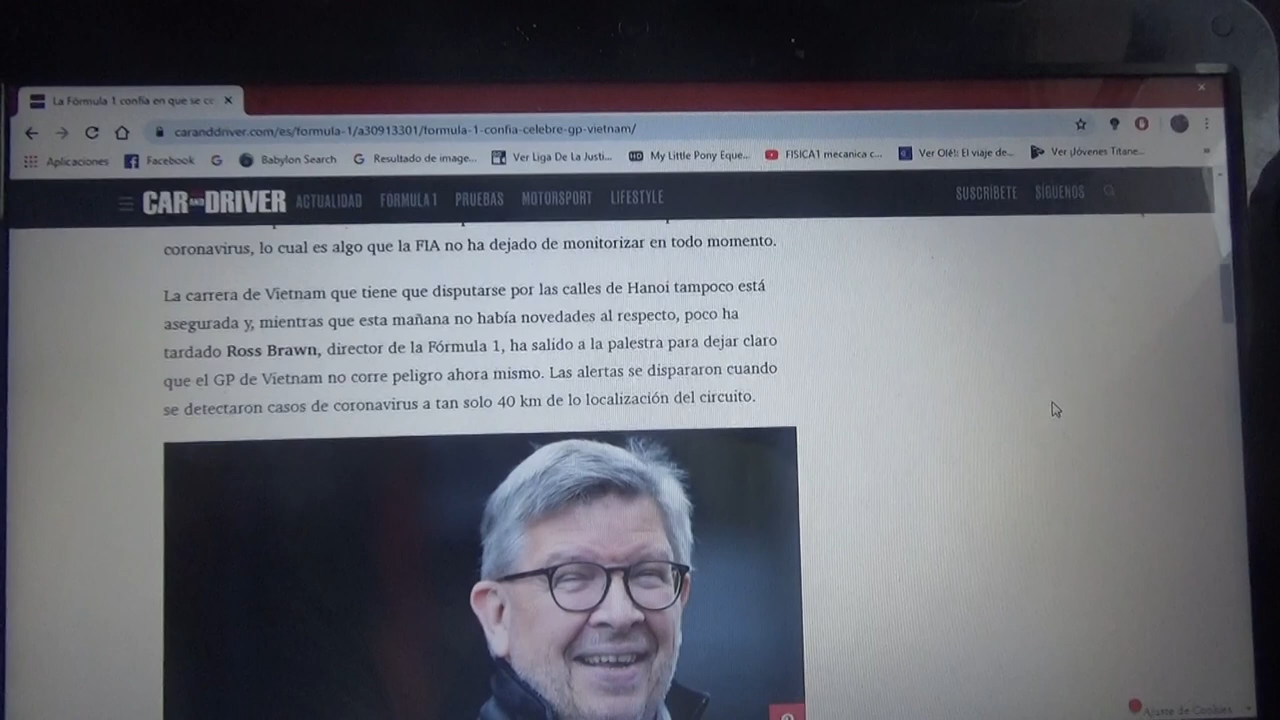 La Fórmula 1 confía en que se ce
caranddriver.com/es/formula-1/a30913301/formula-1-confia-celebre-gp-vietnam/
Aplicaciones Facebook Babylon Search Resultado de image... Ver Liga De La Justi... My Little Pony Eque... FISICA1 mecanica c... Ver Olé!: El viaje de... Ver ¡Jóvenes Titane...
CAR AND DRIVER ACTUALIDAD FORMULA 1 PRUEBAS MOTORSPORT LIFESTYLE SUSCRÍBETE SÍGUENOS
coronavirus, lo cual es algo que la FIA no ha dejado de monitorizar en todo momento.
La carrera de Vietnam que tiene que disputarse por las calles de Hanoi tampoco está
asegurada y, mientras que esta mañana no había novedades al respecto, poco ha
tardado Ross Brawn, director de la Fórmula 1, ha salido a la palestra para dejar claro
que el GP de Vietnam no corre peligro ahora mismo. Las alertas se dispararon cuando
se detectaron casos de coronavirus a tan solo 40 km de lo localización del circuito.
Ajuste de Cookies